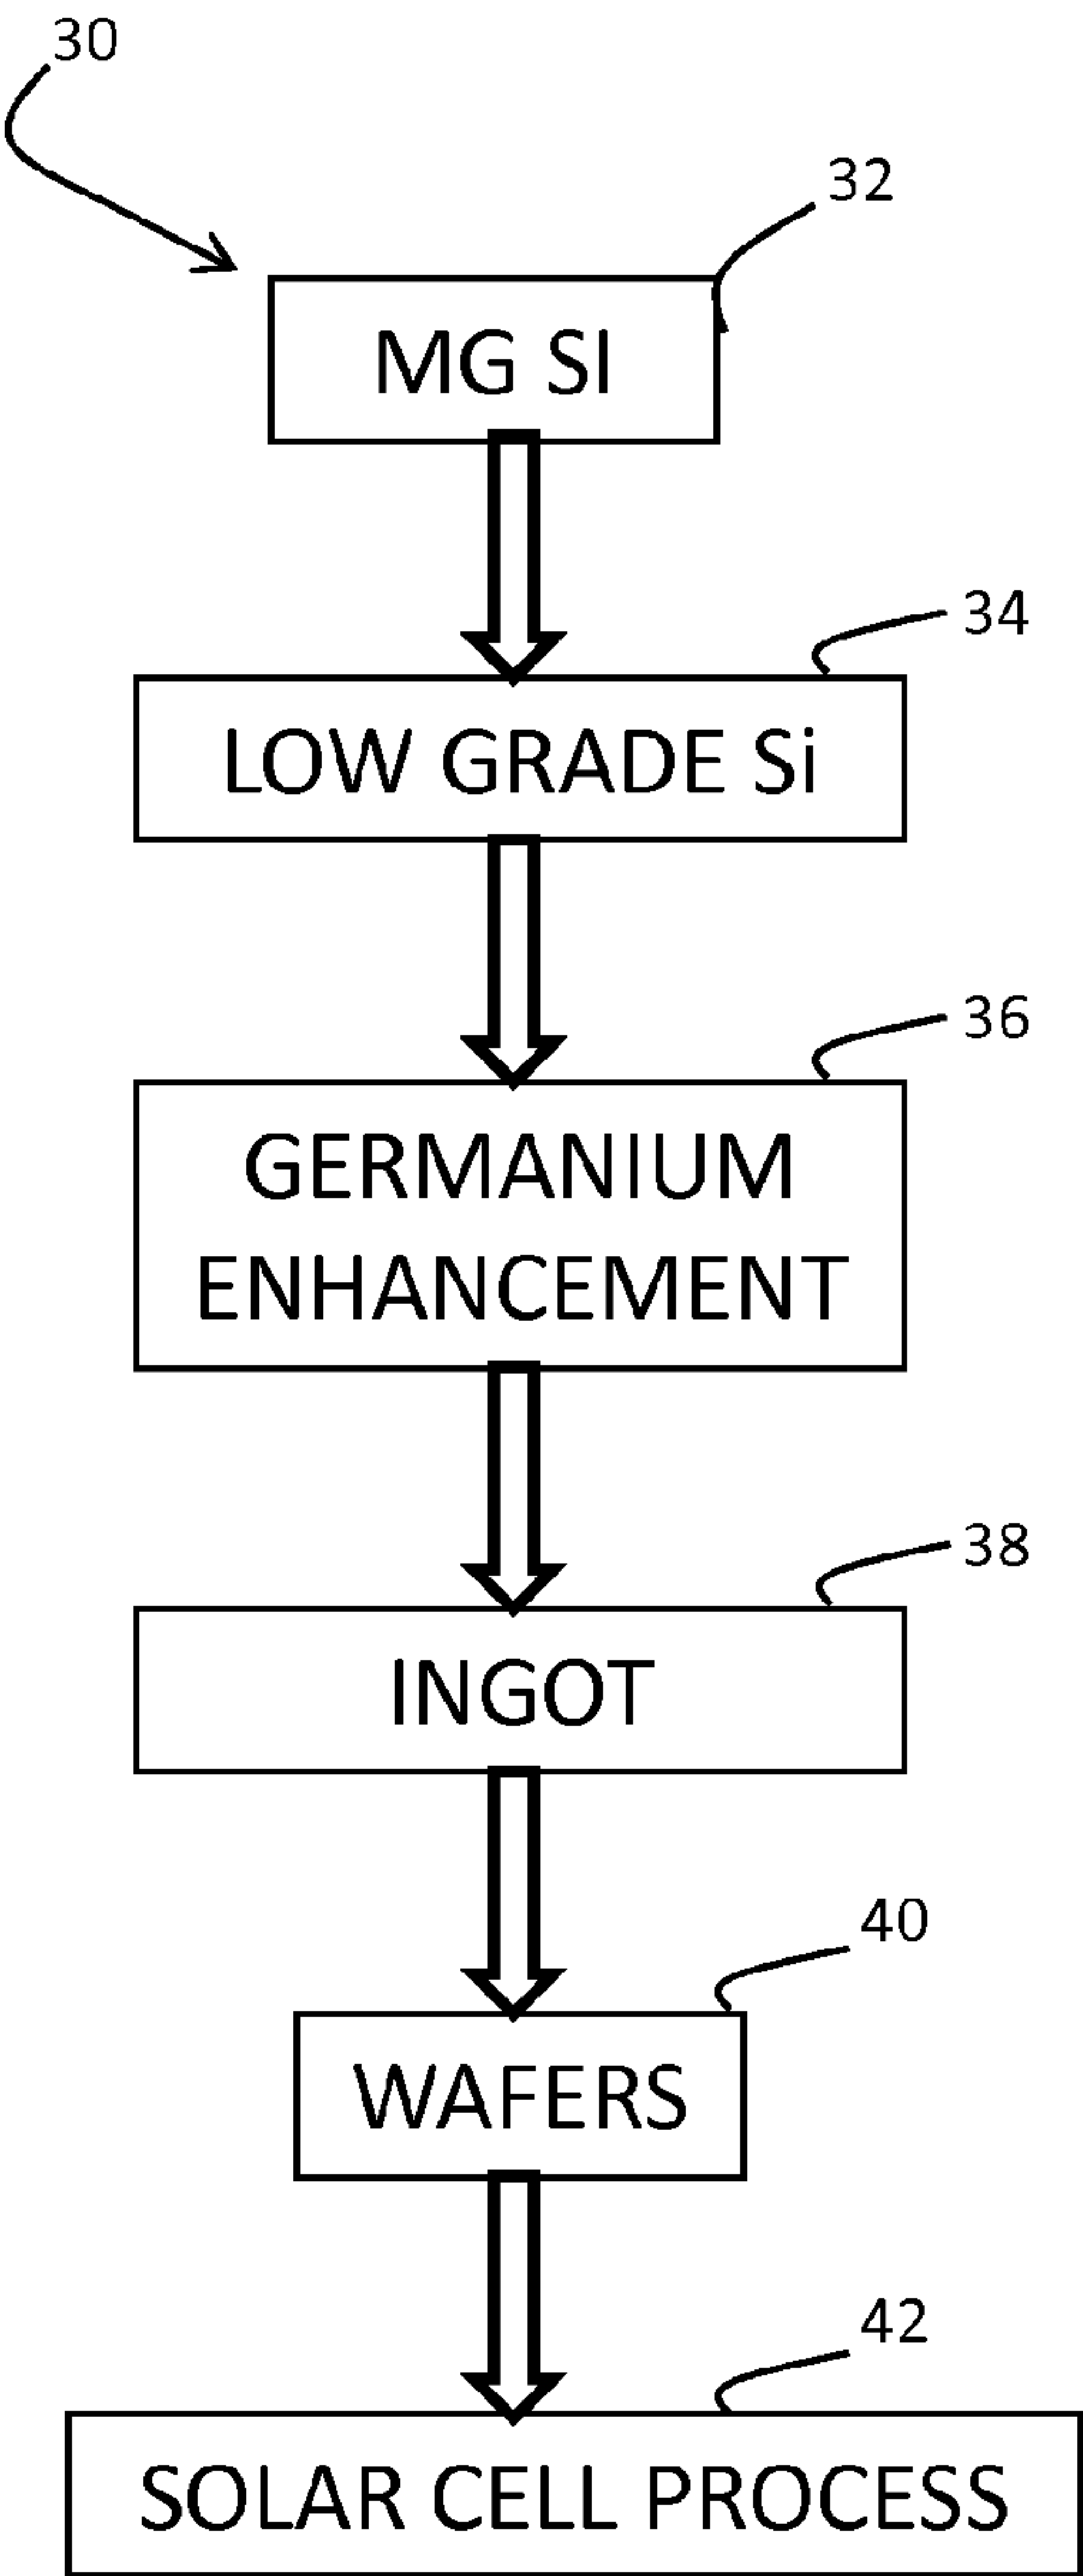 30
32
MG SI
34
LOW GRADE Si
36
GERMANIUM
ENHANCEMENT
38
INGOT
40
WAFERS
42
SOLAR CELL PROCESS